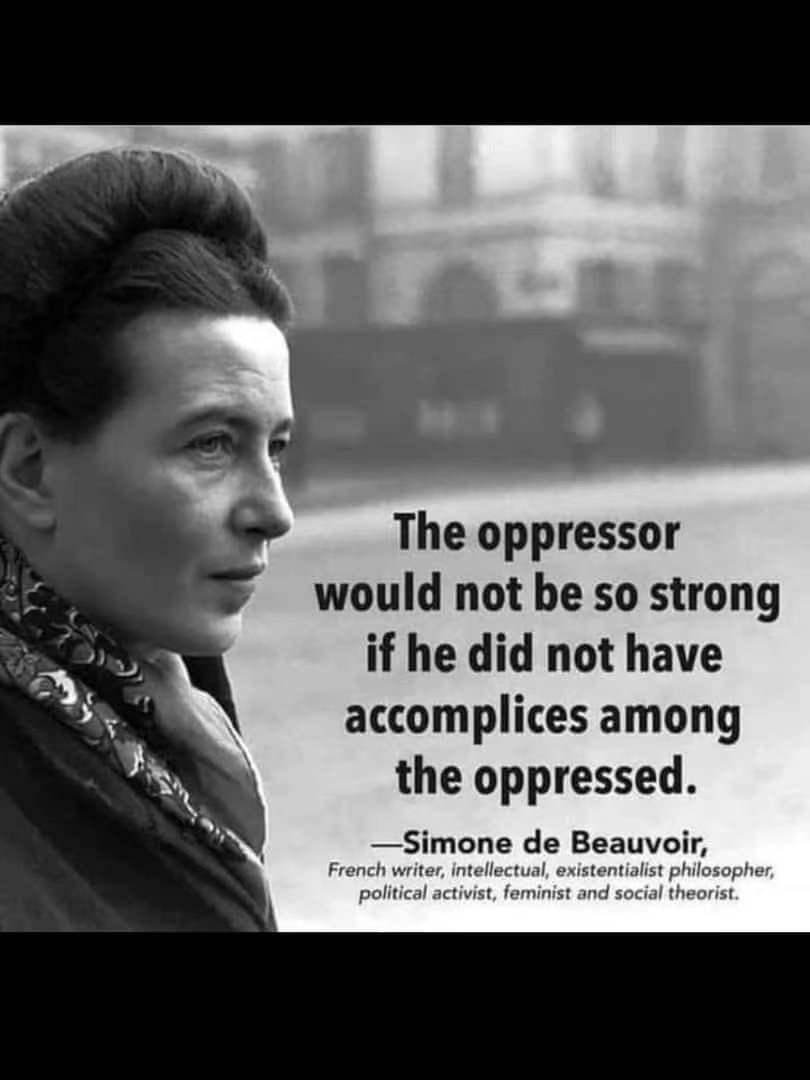 The oppressor
would not be so strong
if he did not have
accomplices among
the oppressed.
—Simone de Beauvoir,
French writer, intellectual, existentialist philosopher,
political activist, feminist and social theorist.